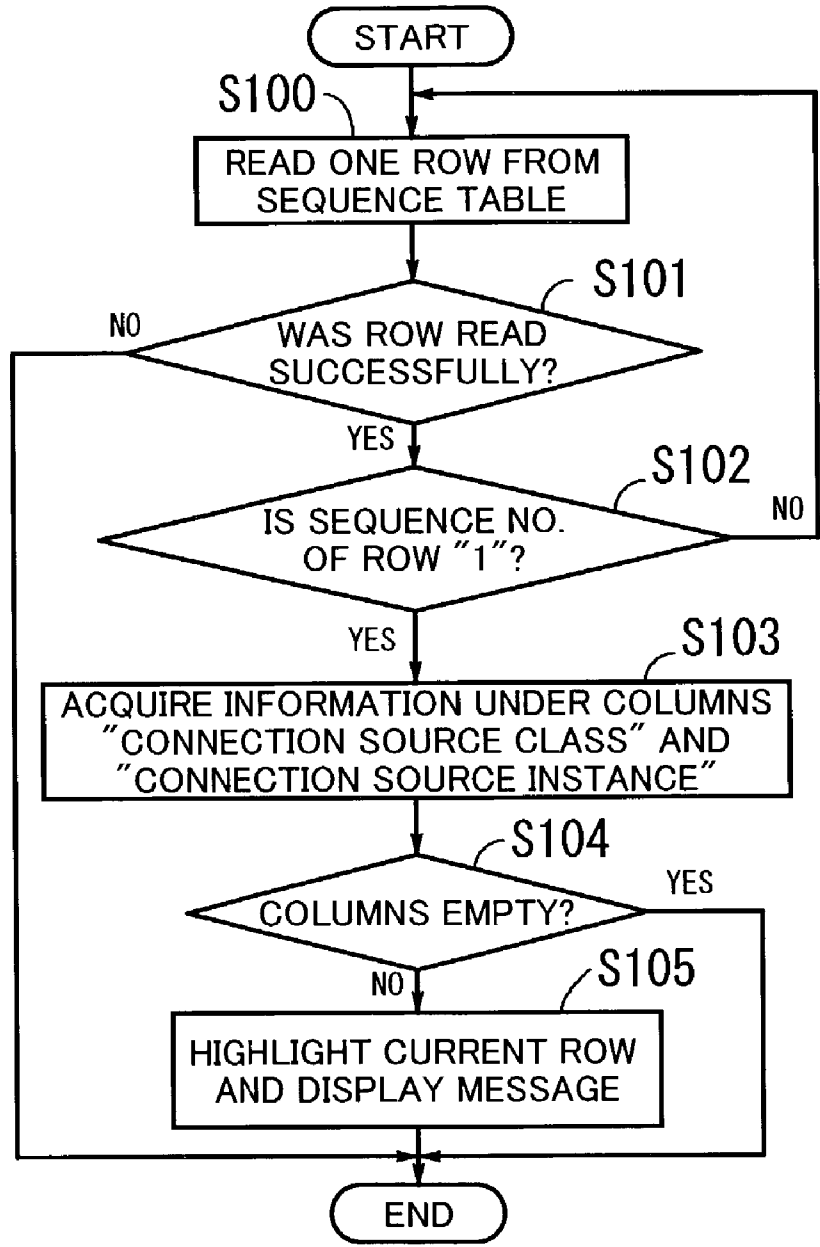 START
S100
READ ONE ROW FROM
SEQUENCE TABLE
S101
NO
WAS ROW READ
SUCCESSFULLY?
YES
S102
NO
IS SEQUENCE NO.
OF ROW "1"?
YES
S103
ACQUIRE INFORMATION UNDER COLUMNS
"CONNECTION SOURCE CLASS" AND
"CONNECTION SOURCE INSTANCE"
S104
YES
COLUMNS EMPTY?
NO
S105
HIGHLIGHT CURRENT ROW
AND DISPLAY MESSAGE
END